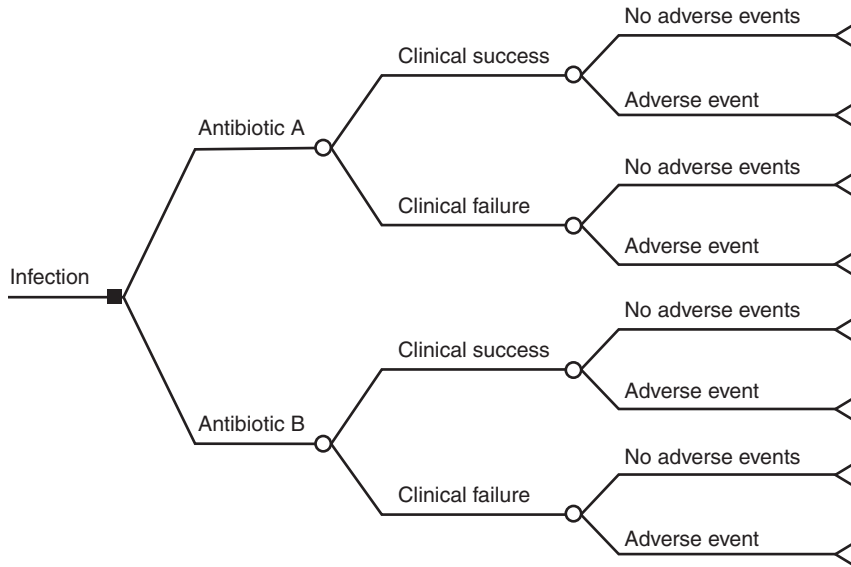 No adverse events
Clinical success
Adverse event
Antibiotic A
No adverse events
Clinical failure
Adverse event
Infection
No adverse events
Clinical success
Adverse event
Antibiotic B
No adverse events
Clinical failure
Adverse event